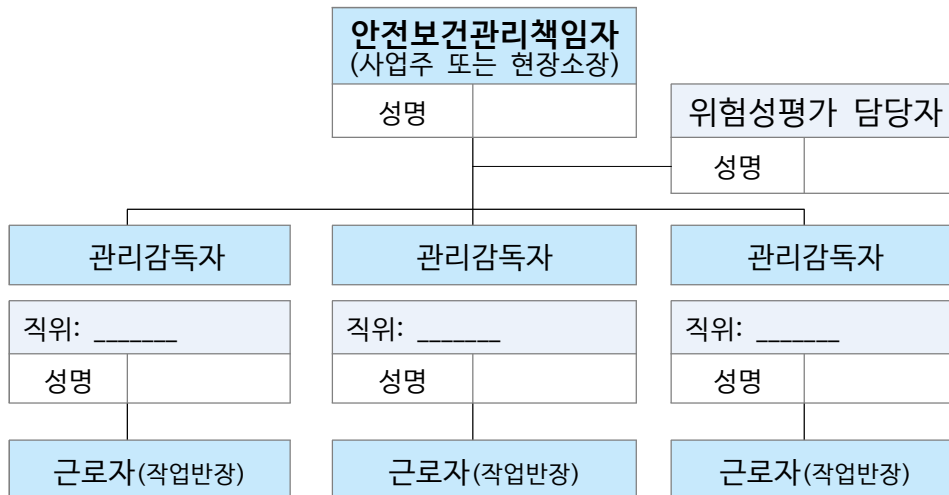 안전보건관리책임자
(사업주 또는 현장소장)
성명
위험성평가 담당자
성명
관리감독자
관리감독자
관리감독자
직위: _______
직위: _______
직위: _______
성명
성명
성명
근로자(작업반장)
근로자(작업반장)
근로자(작업반장)